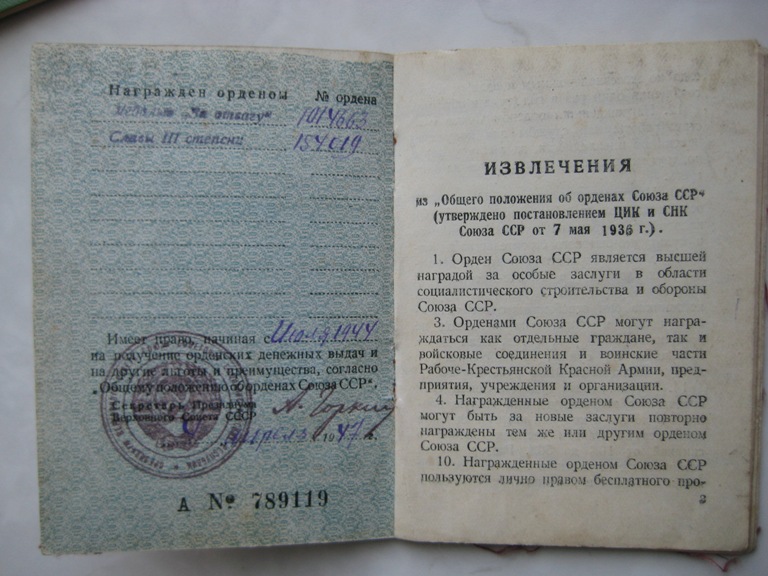 Награжден орденом № ордена
медалью „За отвагу“ 1014663
Славы III степени 154019
Имеет право, начиная с Июля 1944
на получение орденских денежных выдач и
на другие льготы и преимущества, согласно
„Общему положению об орденах Союза ССР“.
Секретарь Президиума
Верховного Совета СССР А. Горкин
апрель 1947 г.
А № 789119
ИЗВЛЕЧЕНИЯ
из „Общего положения об орденах Союза ССР“
(утверждено постановлением ЦИК и СНК
Союза ССР от 7 мая 1936 г.).
1. Орден Союза ССР является высшей
наградой за особые заслуги в области
социалистического строительства и обороны
Союза ССР.
3. Орденами Союза ССР могут награ-
ждаться как отдельные граждане, так и
войсковые соединения и воинские части
Рабоче-Крестьянской Красной Армии, пред-
приятия, учреждения и организации.
4. Награжденные орденом Союза ССР
могут быть за новые заслуги повторно
награждены тем же или другим орденом
Союза ССР.
10. Награжденные орденом Союза ССР
пользуются лично правом бесплатного про-
2